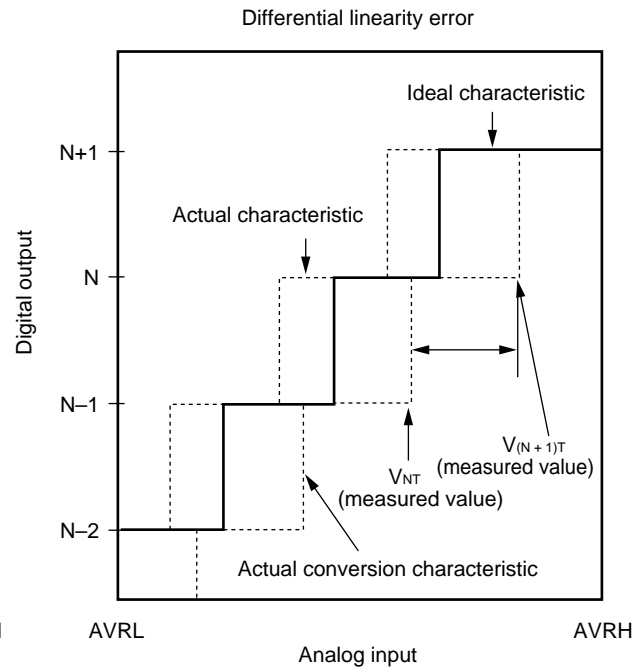 Differential linearity error
Ideal characteristic
N+1
Actual characteristic
N
Digital output
N–1
V(N + 1)T
(measured value)
VNT
(measured value)
N–2
Actual conversion characteristic
AVRL
AVRH
Analog input